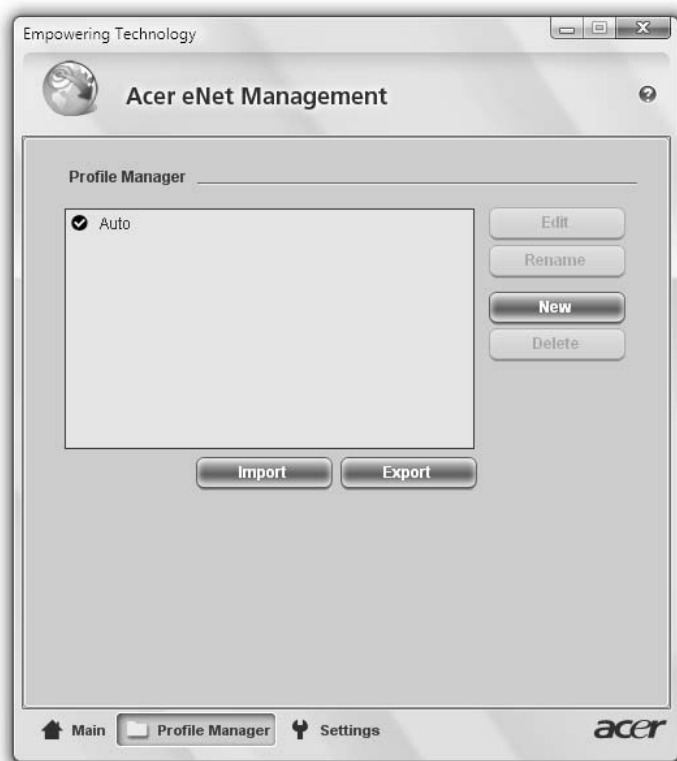 Empowering Technology
Acer eNet Management
?
Profile Manager
Auto
Edit
Rename
New
Delete
Import
Export
Main
Profile Manager
Settings
acer